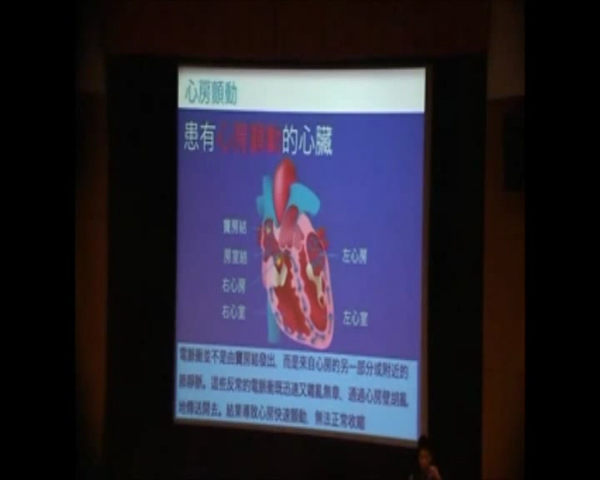 心房顫動
患有心房顫動的心臟
竇房結
房室結
右心房
右心室
左心房
左心室
電脈衝並不是由竇房結發出，而是來自心房的另一部分或附近的
肺靜脈。這些反常的電脈衝既迅速又雜亂無章，通過心房壁胡亂
地傳送開去。結果導致心房快速顫動，無法正常收縮